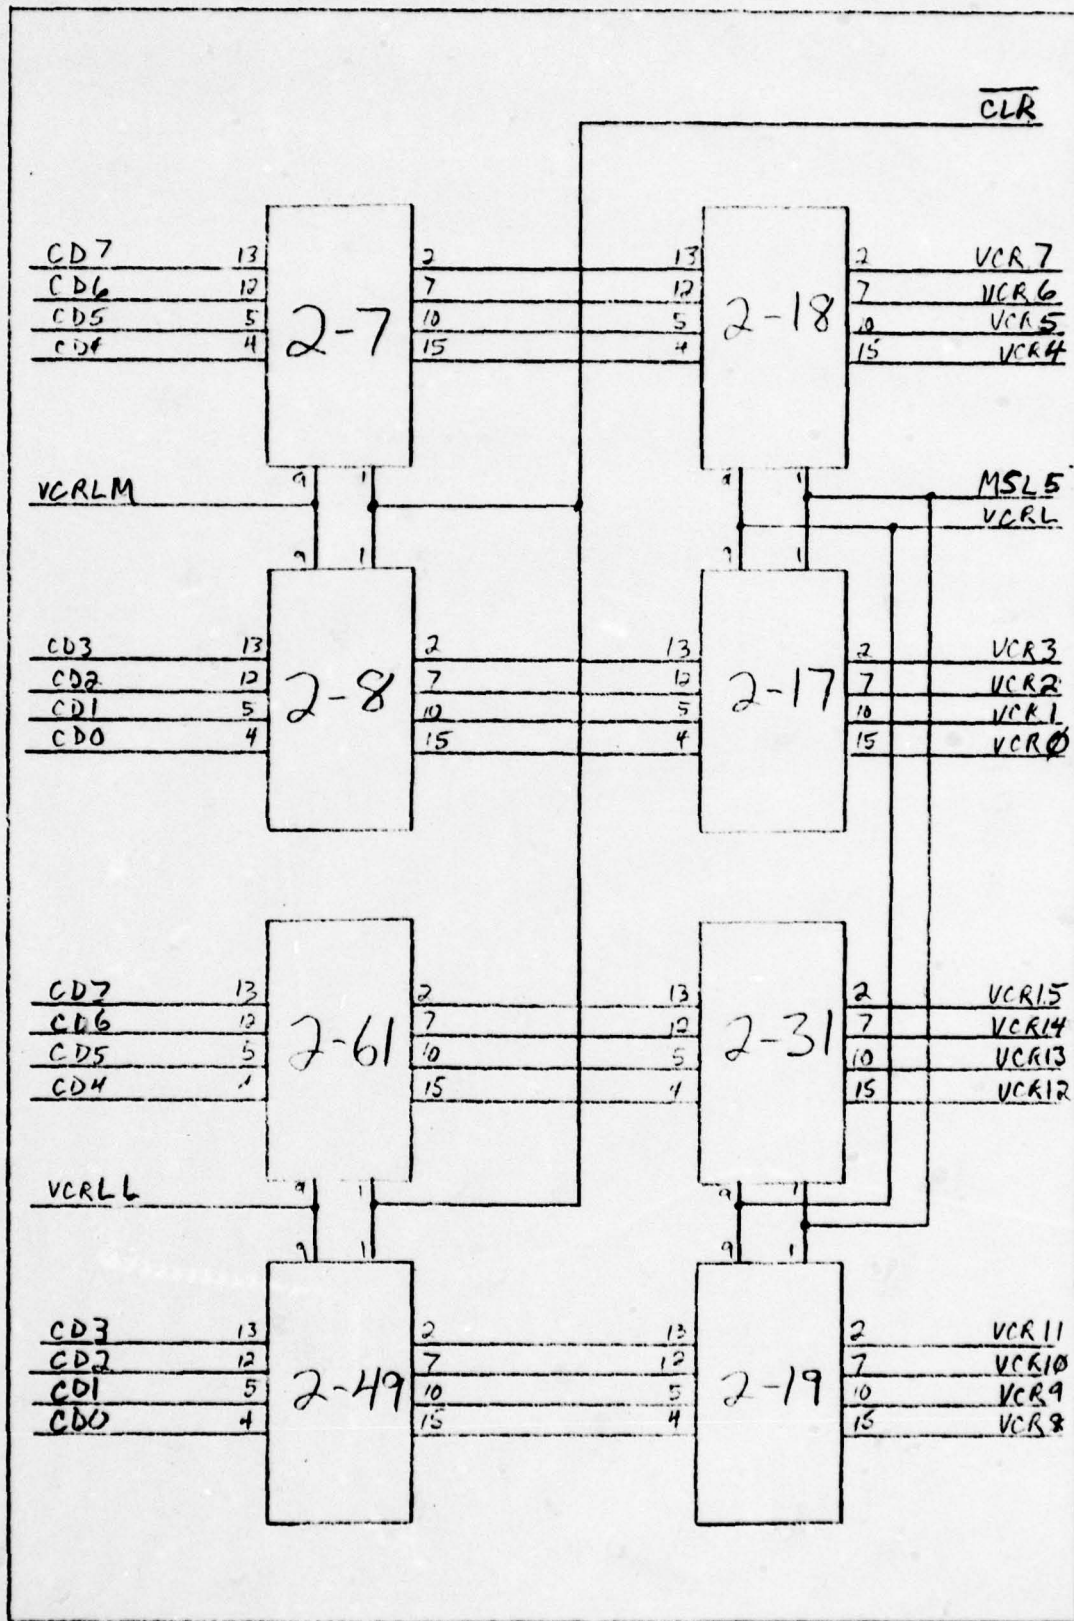 CLR
CD7 13 2 13 2 VCR7
CD6 12 7 12 7 VCR6
CD5 5 10 5 10 VCR5
CD4 4 15 4 15 VCR4
2-7 2-18
9 1 9 1
VCRLM MSL5
VCRL
9 1 9 1
CD3 13 2 13 2 VCR3
CD2 12 7 12 7 VCR2
CD1 5 10 5 10 VCR1
CD0 4 15 4 15 VCRØ
2-8 2-17
CD7 13 2 13 2 VCR15
CD6 12 7 12 7 VCR14
CD5 5 10 5 10 VCR13
CD4 4 15 4 15 VCR12
2-61 2-31
9 1 9 1
VCRLL
9 1 9 1
CD3 13 2 13 2 VCR11
CD2 12 7 12 7 VCR1Ø
CD1 5 10 5 10 VCR9
CD0 4 15 4 15 VCR8
2-49 2-19